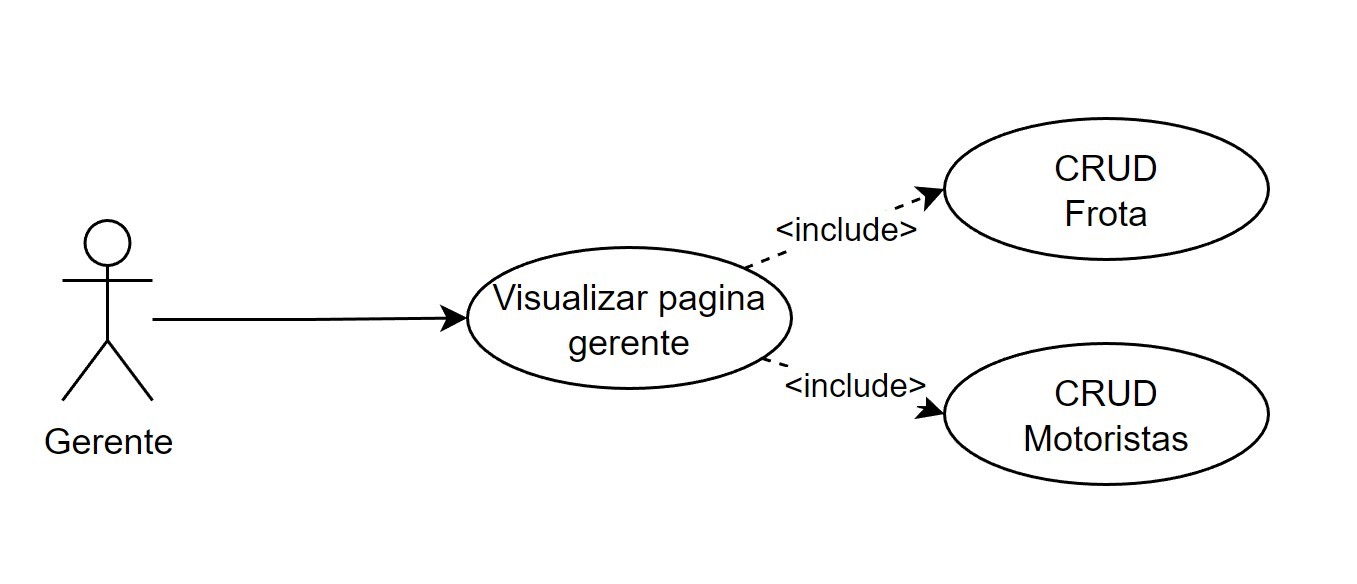 CRUD
Frota
<include>
Visualizar pagina
gerente
<include>
CRUD
Motoristas
Gerente